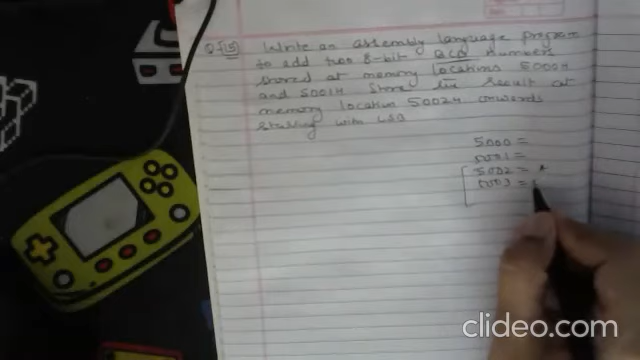 Q.15) Write an assembly language program
to add two 8-bit BCD numbers
stored at memory locations 5000H
and 5001H Store the result at
memory location 5002H onwards
starting with LSB
5000 =
5001 =
5002 =
5003 =
clideo.com